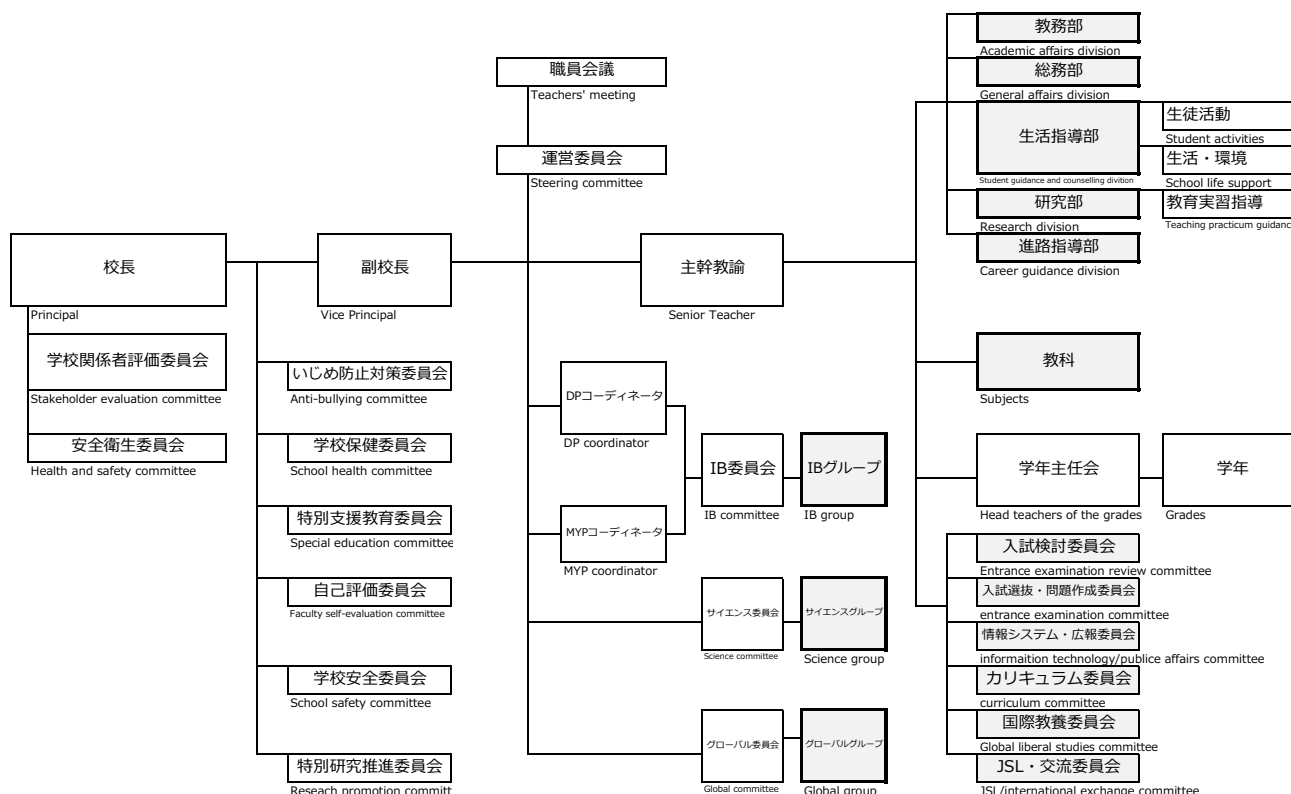 職員会議
Teachers' meeting
運営委員会
Steering committee
校長
Principal
学校関係者評価委員会
Stakeholder evaluation committee
安全衛生委員会
Health and safety committee
副校長
Vice Principal
いじめ防止対策委員会
Anti-bullying committee
学校保健委員会
School health committee
特別支援教育委員会
Special education committee
自己評価委員会
Faculty self-evaluation committee
学校安全委員会
School safety committee
特別研究推進委員会
Reseach promotion committ
主幹教諭
Senior Teacher
DPコーディネータ
DP coordinator
MYPコーディネータ
MYP coordinator
IB委員会
IB committee
IBグループ
IB group
サイエンス委員会
Science committee
サイエンスグループ
Science group
グローバル委員会
Global committee
グローバルグループ
Global group
教務部
Academic affairs division
総務部
General affairs division
生活指導部
Student guidance and counselling divition
生徒活動
Student activities
生活・環境
School life support
研究部
Research division
教育実習指導
Teaching practicum guidanc
進路指導部
Career guidance division
教科
Subjects
学年主任会
Head teachers of the grades
学年
Grades
入試検討委員会
Entrance examination review committee
入試選抜・問題作成委員会
entrance examination committee
情報システム・広報委員会
informaition technology/publice affairs committee
カリキュラム委員会
curriculum committee
国際教養委員会
Global liberal studies committee
JSL・交流委員会
JSL/international exchange committee